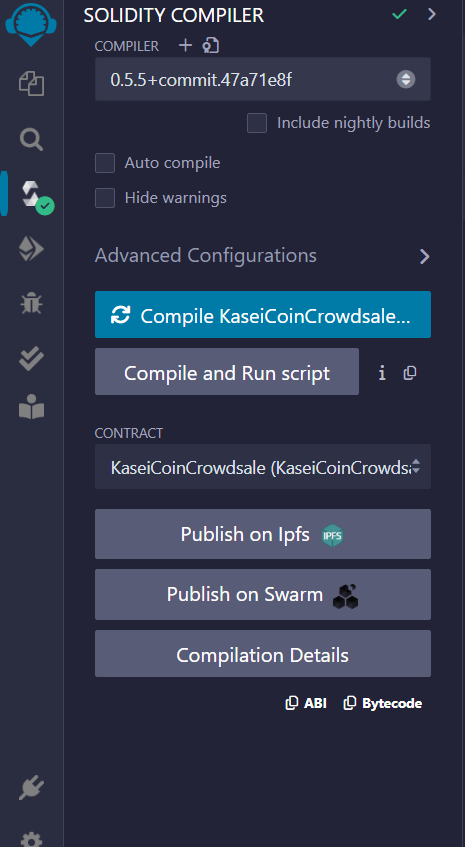 SOLIDITY COMPILER
COMPILER
0.5.5+commit.47a71e8f
Include nightly builds
Auto compile
Hide warnings
Advanced Configurations
Compile KaseiCoinCrowdsale...
Compile and Run script
CONTRACT
KaseiCoinCrowdsale (KaseiCoinCrowdsa
Publish on Ipfs IPFS
Publish on Swarm
Compilation Details
ABI Bytecode